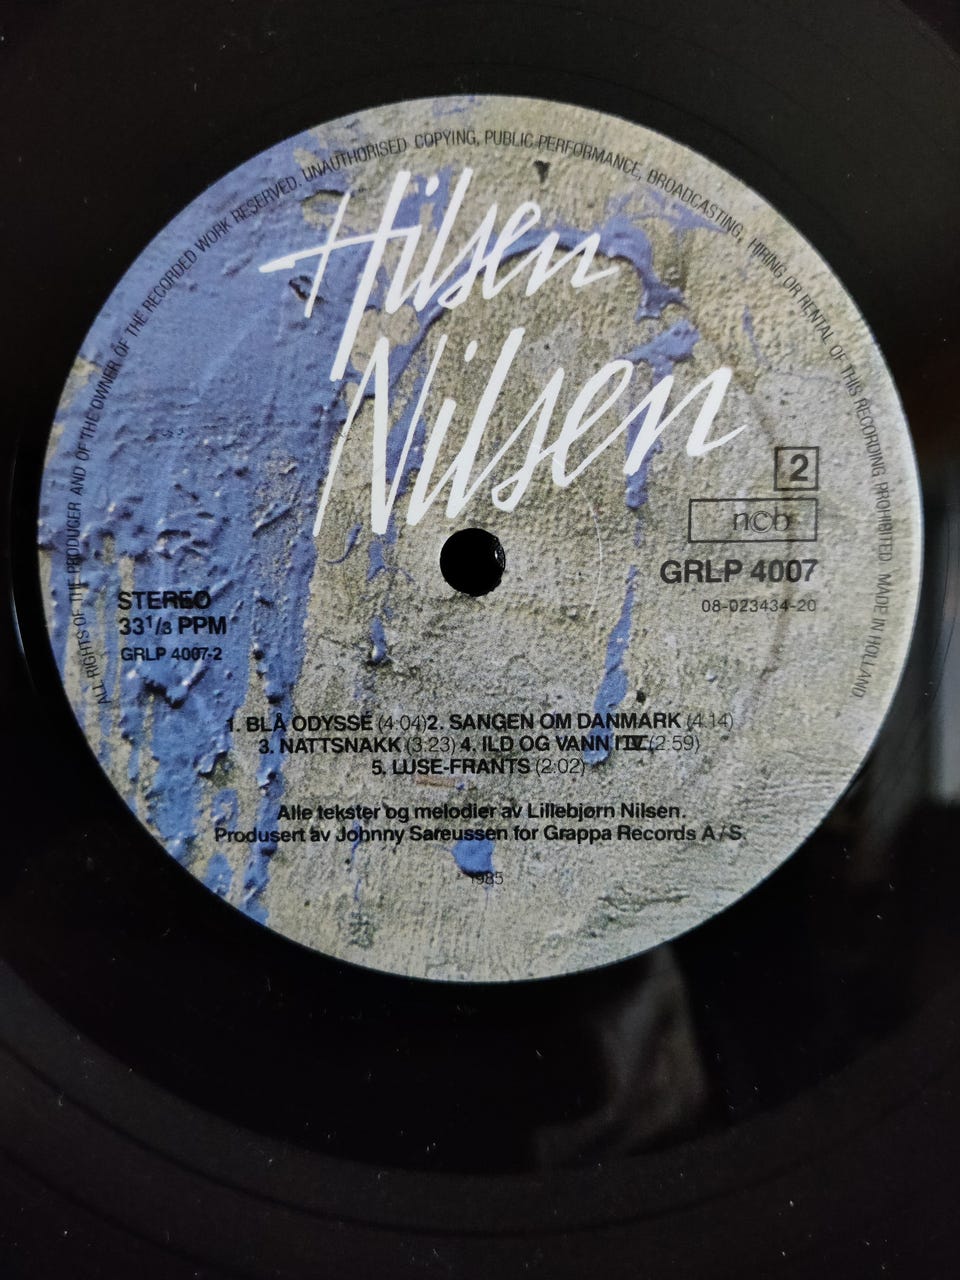 ALL RIGHTS OF THE PRODUCER AND OF THE OWNER OF THE RECORDED WORK RESERVED. UNAUTHORISED COPYING, PUBLIC PERFORMANCE, BROADCASTING, HIRING OR RENTAL OF THIS RECORDING PROHIBITED MADE IN HOLLAND
Hilsen
Nilsen
2
ncb
GRLP 4007
08-023434-20
STEREO
33 1/3 PPM
GRLP 4007-2
1. BLÅ ODYSSÉ (4:04) 2. SANGEN OM DANMARK (4:14)
3. NATTSNAKK (3:23) 4. ILD OG VANN (2:59)
5. LUSE-FRANTS (2:02)
Alle tekster og melodier av Lillebjørn Nilsen.
Produsert av Johnny Sareussen for Grappa Records A/S.
1985